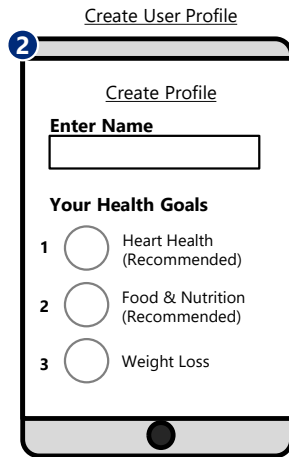 Create User Profile
2
Create Profile
Enter Name
Your Health Goals
1 Heart Health
(Recommended)
2 Food & Nutrition
(Recommended)
3 Weight Loss